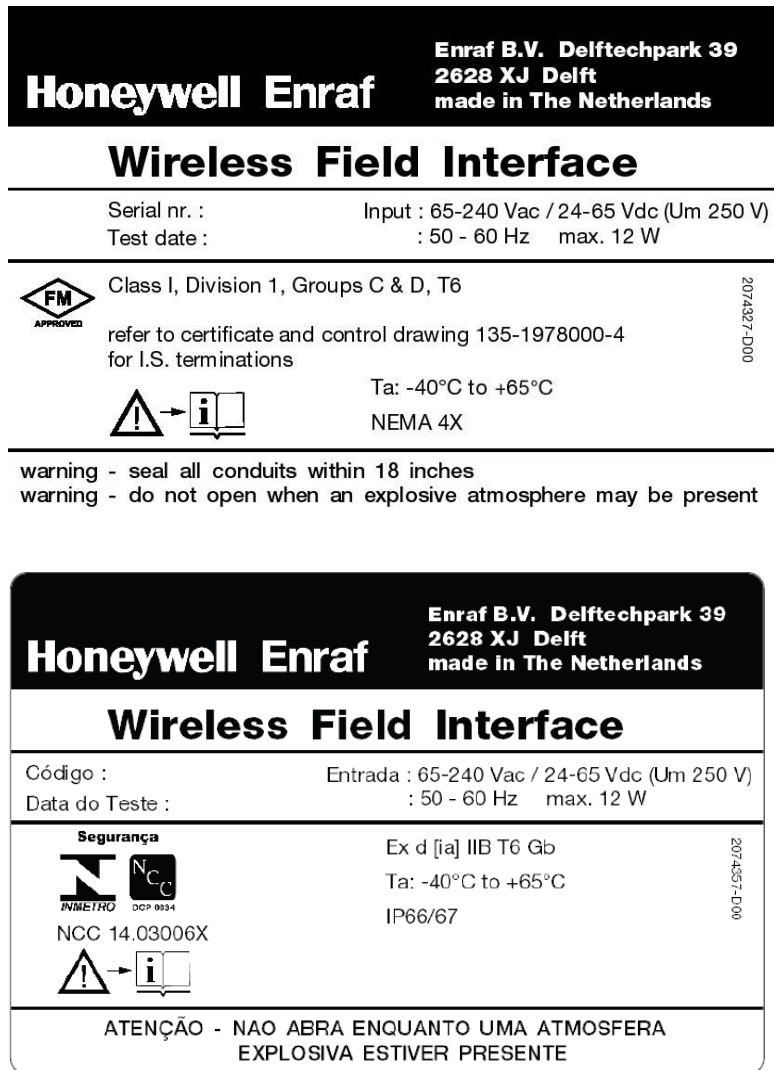 Honeywell Enraf
Enraf B.V. Delftechpark 39
2628 XJ Delft
made in The Netherlands
Wireless Field Interface
Serial nr. :
Test date :
Input : 65-240 Vac / 24-65 Vdc (Um 250 V)
: 50 - 60 Hz max. 12 W
FM
APPROVED
Class I, Division 1, Groups C & D, T6
refer to certificate and control drawing 135-1978000-4
for I.S. terminations
2074327-D00
i
Ta: -40°C to +65°C
NEMA 4X
warning - seal all conduits within 18 inches
warning - do not open when an explosive atmosphere may be present
Honeywell Enraf
Enraf B.V. Delftechpark 39
2628 XJ Delft
made in The Netherlands
Wireless Field Interface
Código :
Data do Teste :
Entrada : 65-240 Vac / 24-65 Vdc (Um 250 V)
: 50 - 60 Hz max. 12 W
Segurança
INMETRO
NCC
OCP 0034
NCC 14.03006X
i
Ex d [ia] IIB T6 Gb
Ta: -40°C to +65°C
IP66/67
2074357-D00
ATENÇÃO - NAO ABRA ENQUANTO UMA ATMOSFERA
EXPLOSIVA ESTIVER PRESENTE